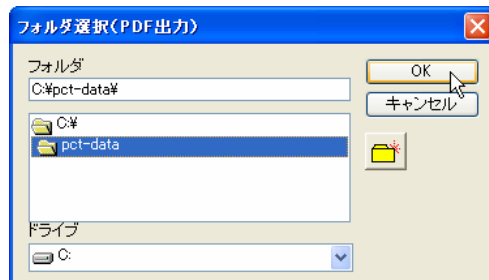 フォルダ選択(PDF出力)
フォルダ
C:¥pct-data¥
OK
キャンセル
C:¥
pct-data
ドライブ
C: